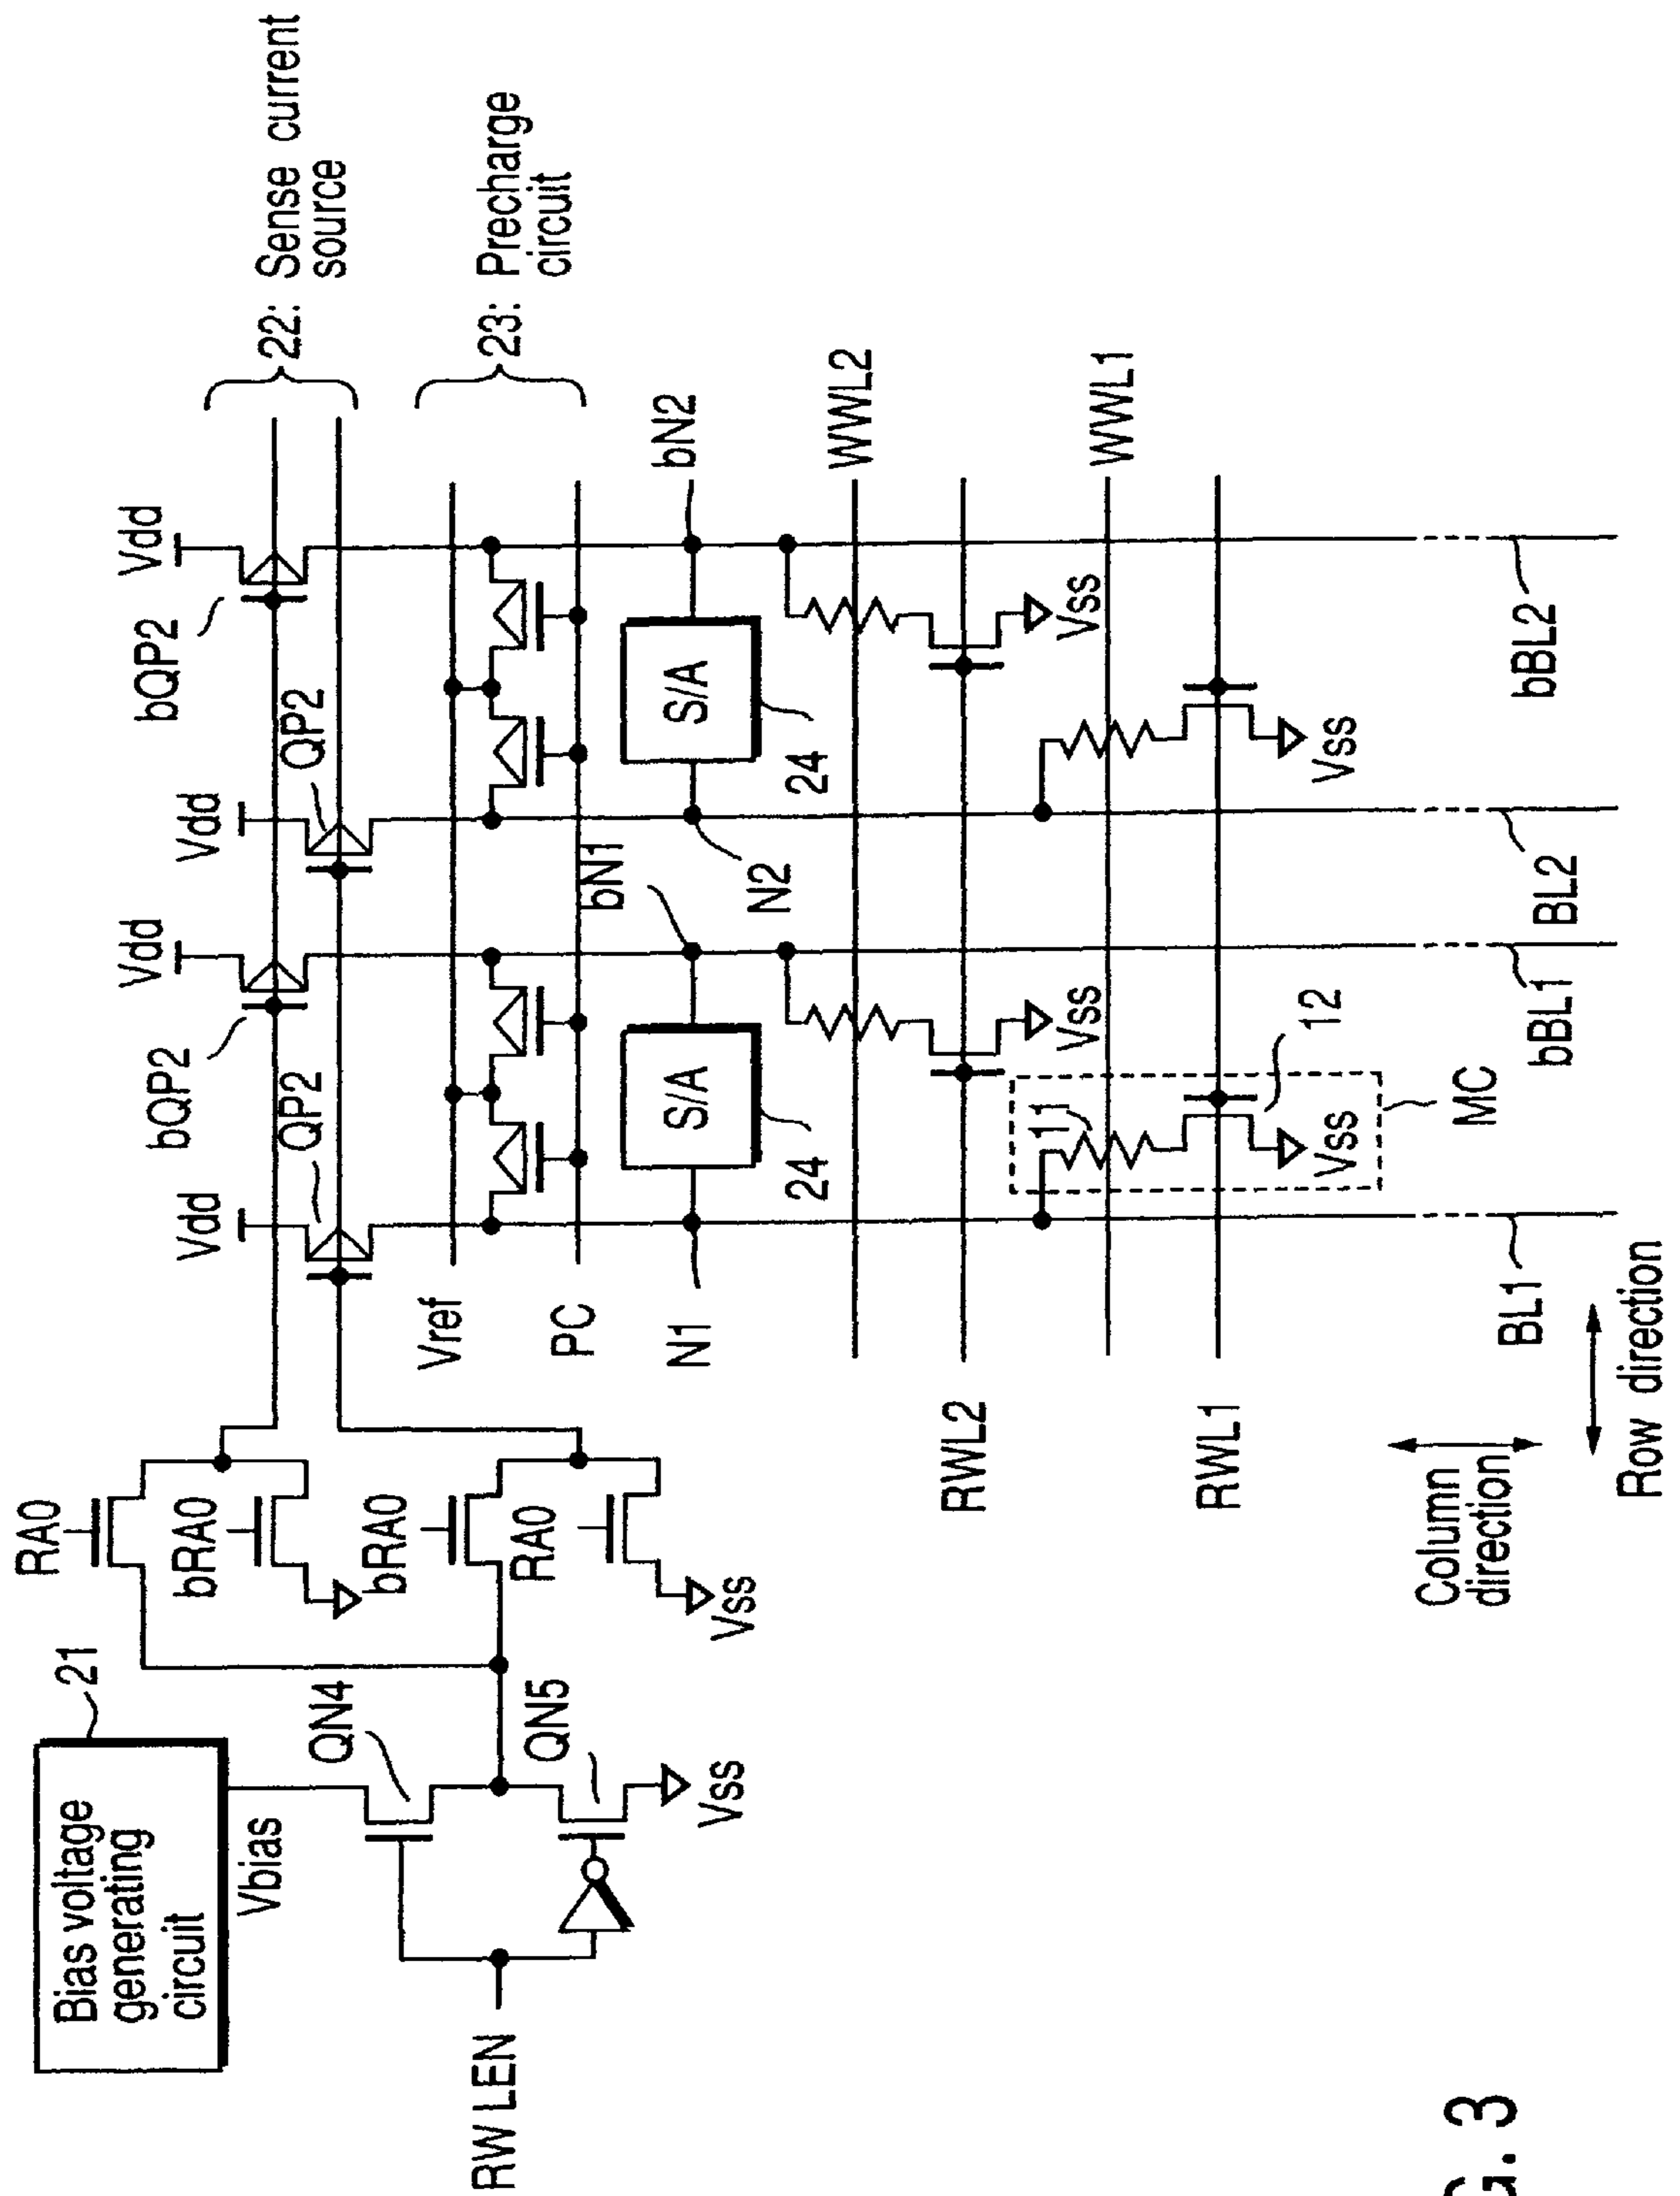 22: Sense current
source
23: Precharge
circuit
Vdd
Vdd
Vdd
Vdd
bQP2
QP2
bQP2
QP2
RA0
bRA0
bRA0
RA0
Vss
21
Bias voltage
generating
circuit
Vbias
QN4
QN5
Vss
RW LEN
Vref
PC
N1
bN1
N2
bN2
S/A
S/A
24
24
WWL2
RWL2
Vss
Vss
WWL1
RWL1
11
12
Vss
MC
Vss
BL1
bBL1
BL2
bBL2
Column
direction
Row direction
G. 3